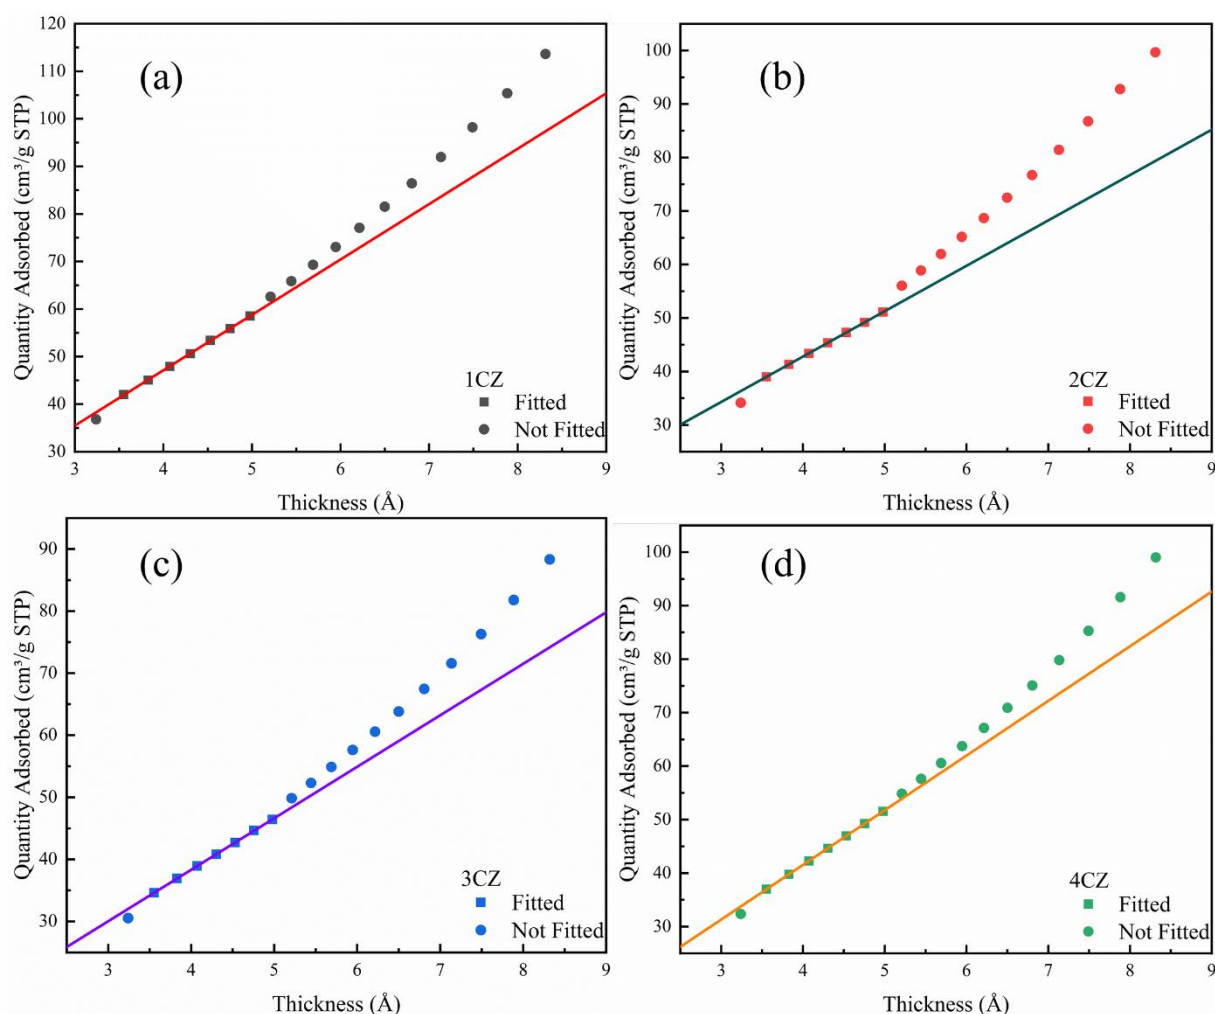 (a)
Quantity Adsorbed (cm³/g STP)
120
110
100
90
80
70
60
50
40
30
3 4 5 6 7 8 9
Thickness (Å)
1CZ
Fitted
Not Fitted
(b)
Quantity Adsorbed (cm³/g STP)
100
90
80
70
60
50
40
30
3 4 5 6 7 8 9
Thickness (Å)
2CZ
Fitted
Not Fitted
(c)
Quantity Adsorbed (cm³/g STP)
90
80
70
60
50
40
30
3 4 5 6 7 8 9
Thickness (Å)
3CZ
Fitted
Not Fitted
(d)
Quantity Adsorbed (cm³/g STP)
100
90
80
70
60
50
40
30
3 4 5 6 7 8 9
Thickness (Å)
4CZ
Fitted
Not Fitted